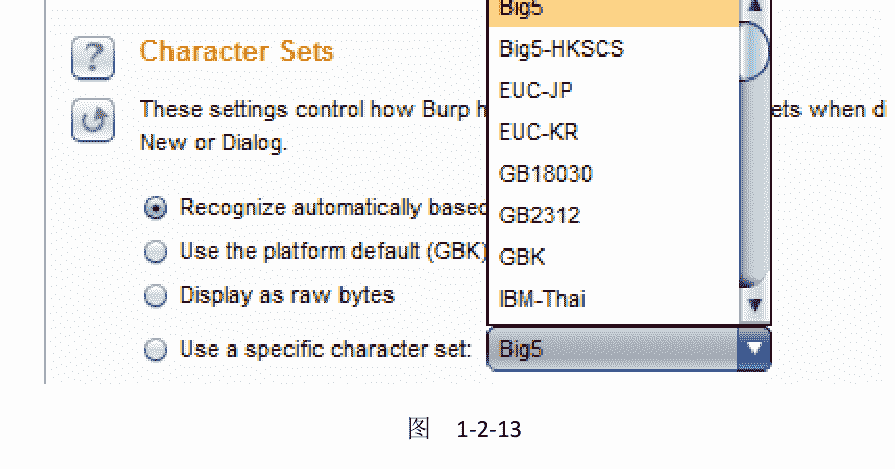 Big5
Character Sets
Big5-HKSCS
These settings control how Burp h
ets when d
New or Dialog.
EUC-JP
EUC-KR
GB18030
GB2312
GBK
IBM-Thai
Recognize automatically based
Use the platform default (GBK)
Display as raw bytes
Use a specific character set: Big5
图 1-2-13